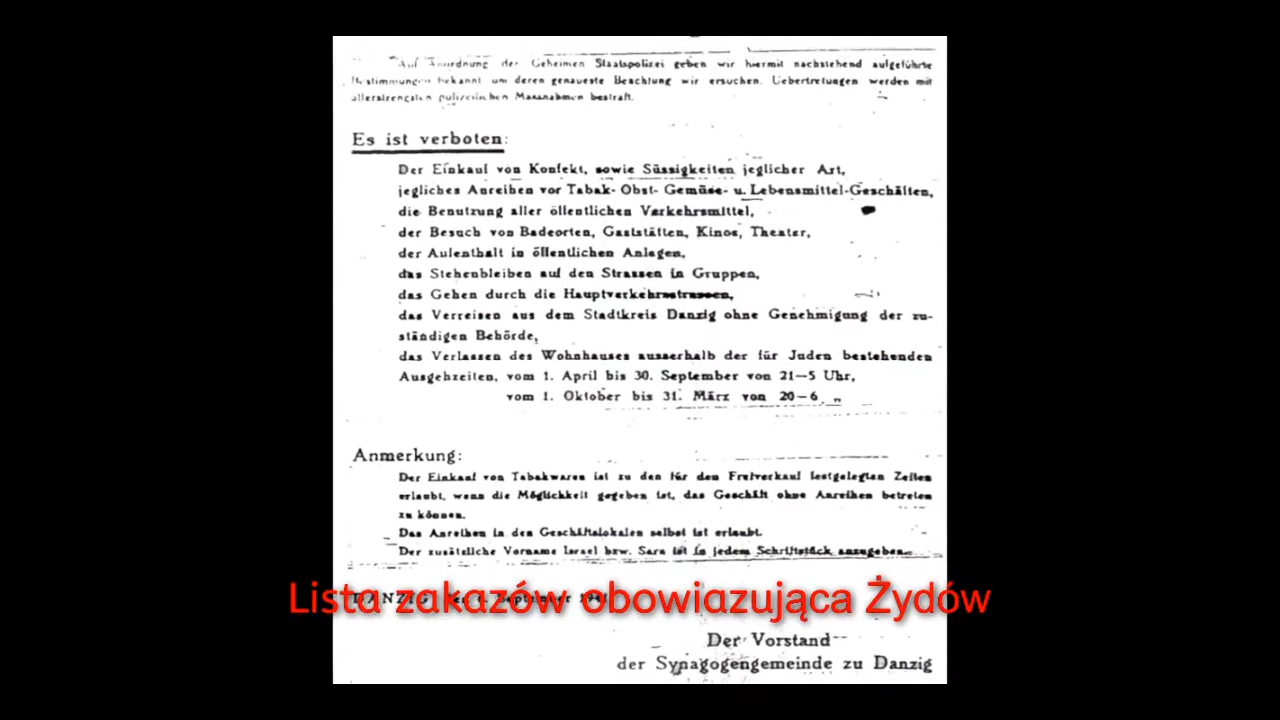 Auf Anordnung der Geheimen Staatspolizei geben wir hiermit nachstehend aufgeführte
Bestimmungen bekannt, um deren genaueste Beachtung wir ersuchen. Uebertretungen werden mit
allerstrengsten polizeilichen Massnahmen bestraft.
Es ist verboten:
Der Einkauf von Konfekt, sowie Süssigkeiten jeglicher Art,
jegliches Anreihen vor Tabak- Obst- Gemüse- u. Lebensmittel-Geschäften,
die Benutzung aller öffentlichen Verkehrsmittel,
der Besuch von Badeorten, Gaststätten, Kinos, Theater,
der Aufenthalt in öffentlichen Anlagen,
das Stehenbleiben auf den Strassen in Gruppen,
das Gehen durch die Hauptverkehrsstrassen,
das Verreisen aus dem Stadtkreis Danzig ohne Genehmigung der zu-
ständigen Behörde,
das Verlassen des Wohnhauses ausserhalb der für Juden bestehenden
Ausgehzeiten, vom 1. April bis 30. September von 21—5 Uhr,
vom 1. Oktober bis 31. März von 20—6 „
Anmerkung:
Der Einkauf von Tabakwaren ist zu den für den Freiverkauf festgelegten Zeiten
erlaubt, wenn die Möglichkeit gegeben ist, das Geschäft ohne Anreihen betreten
zu können.
Das Anreihen in den Geschäftslokalen selbst ist erlaubt.
Der zusätzliche Vorname Israel bzw. Sara ist in jedem Schriftstück anzugeben.
DANZIG, September
Lista zakazów obowiązująca Żydów
Der Vorstand
der Synagogengemeinde zu Danzig